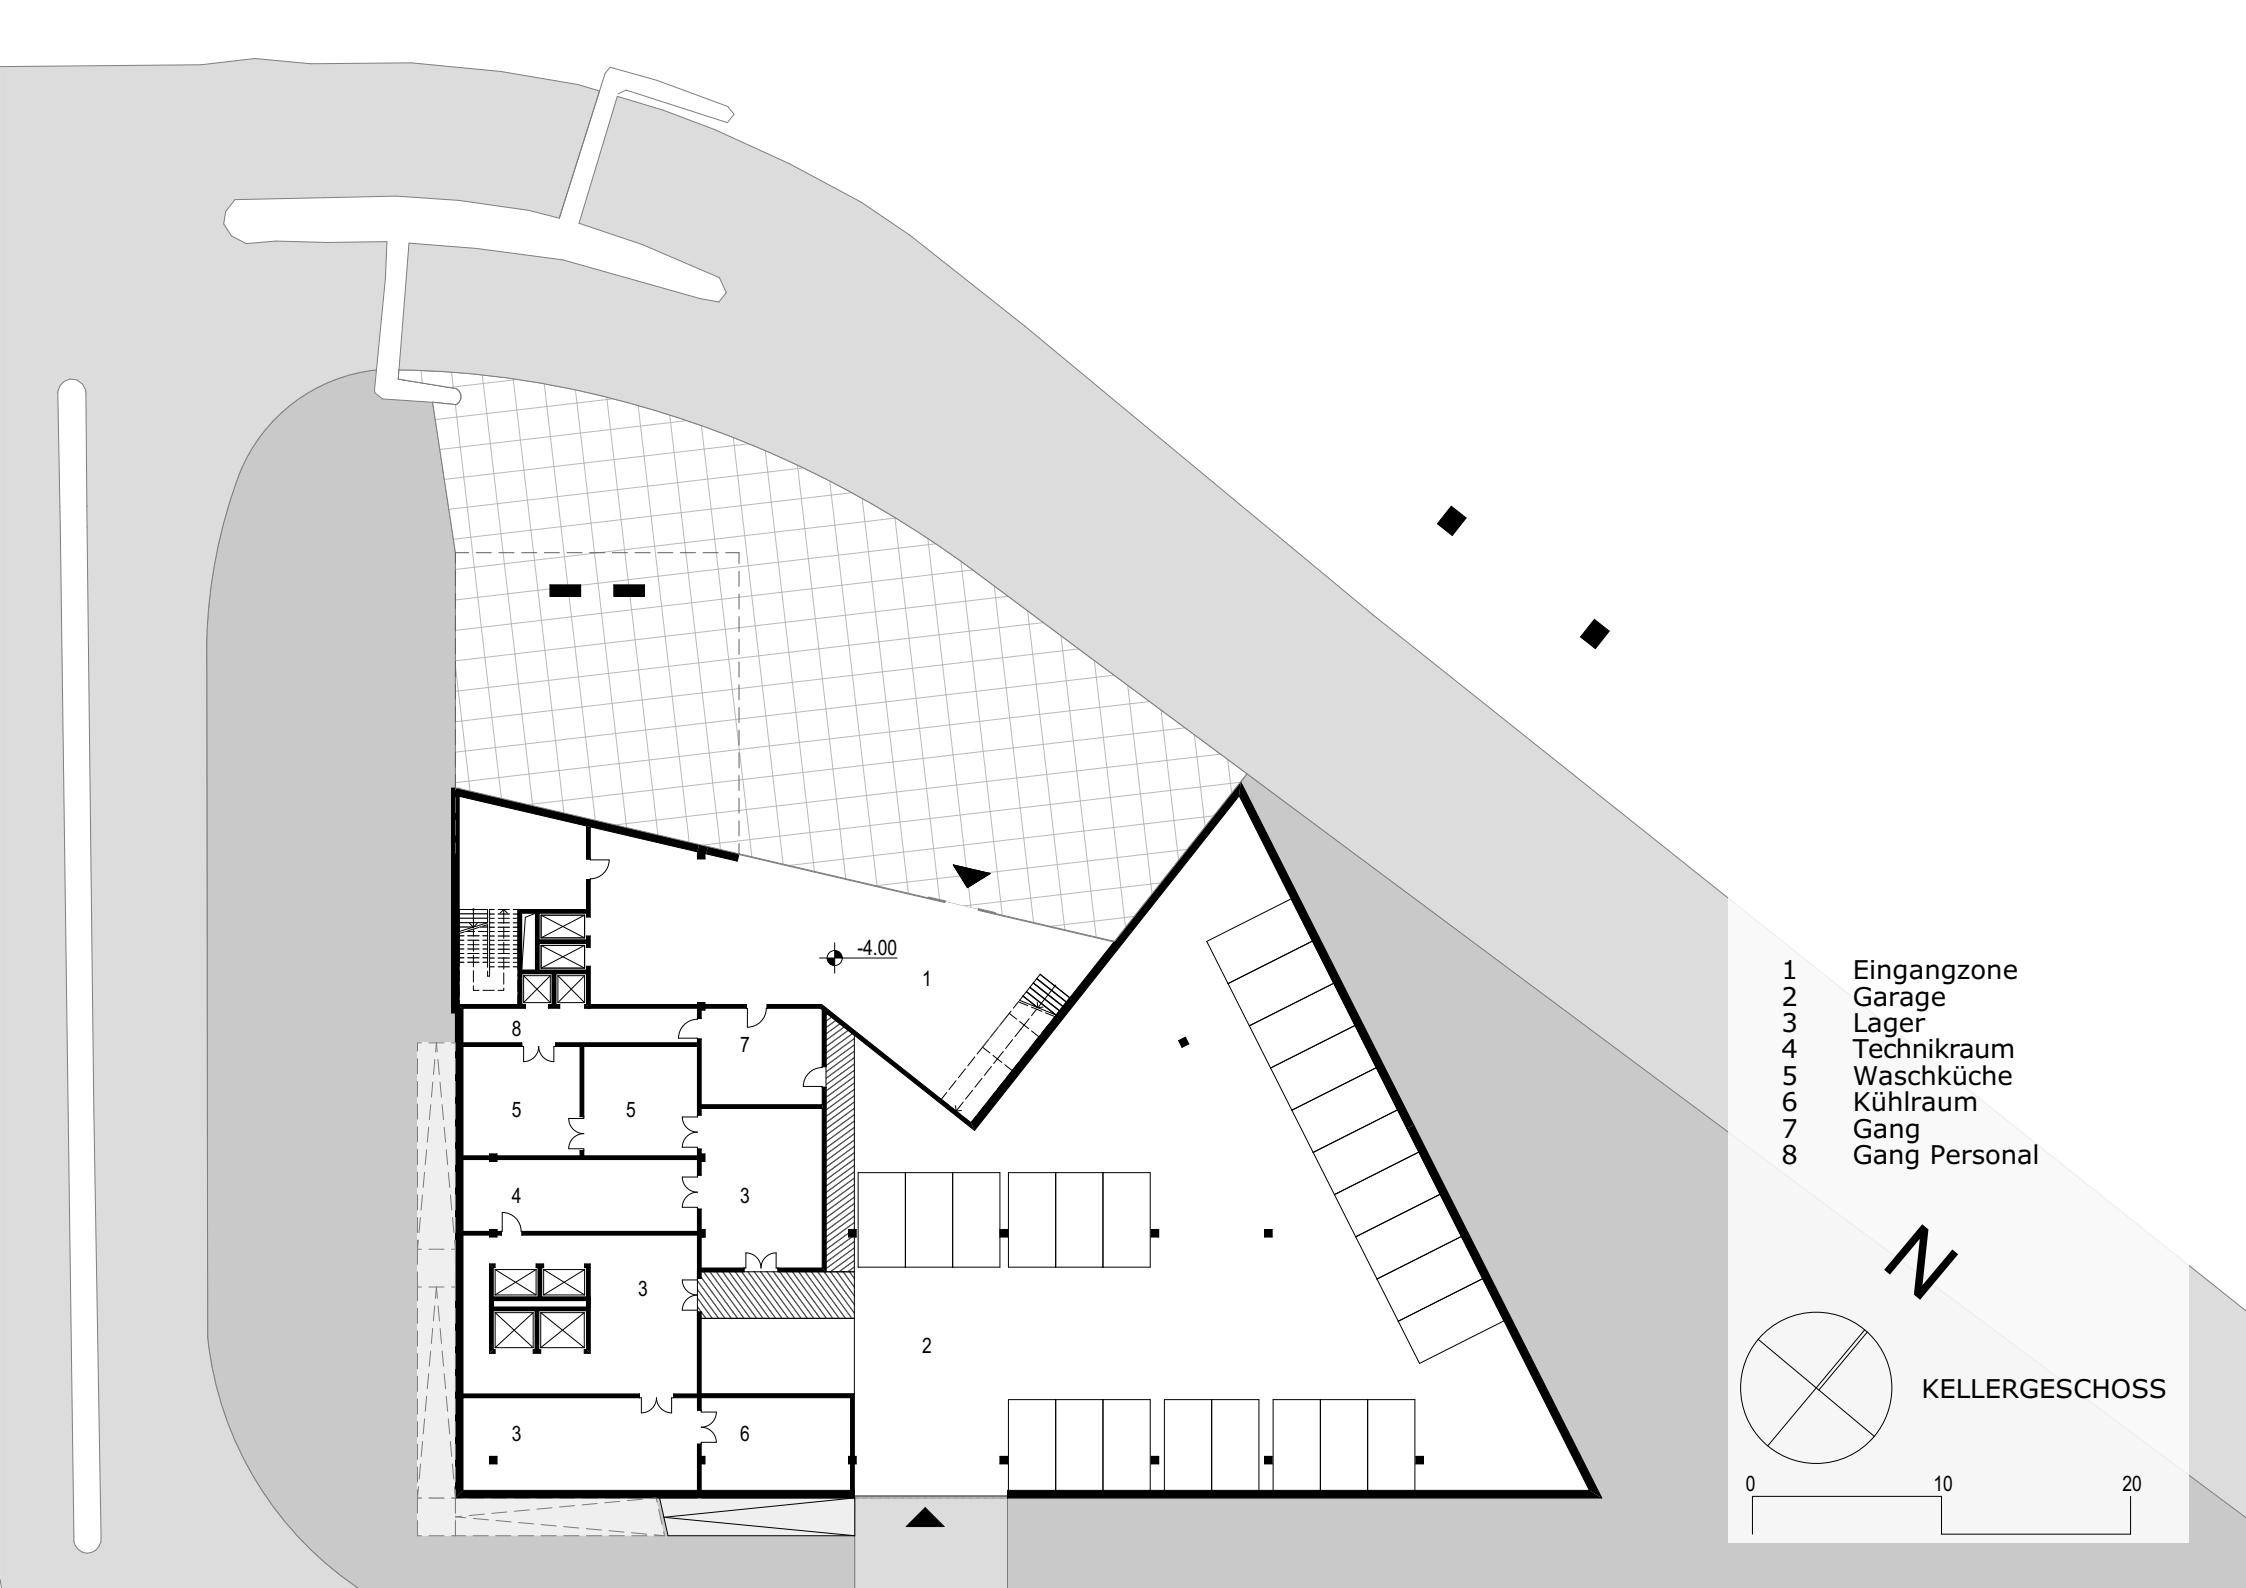 -4.00
1
8
7
5 5
4 3
3
2
3 6
1 Eingangzone
2 Garage
3 Lager
4 Technikraum
5 Waschküche
6 Kühlraum
7 Gang
8 Gang Personal
N
KELLERGESCHOSS
0 10 20